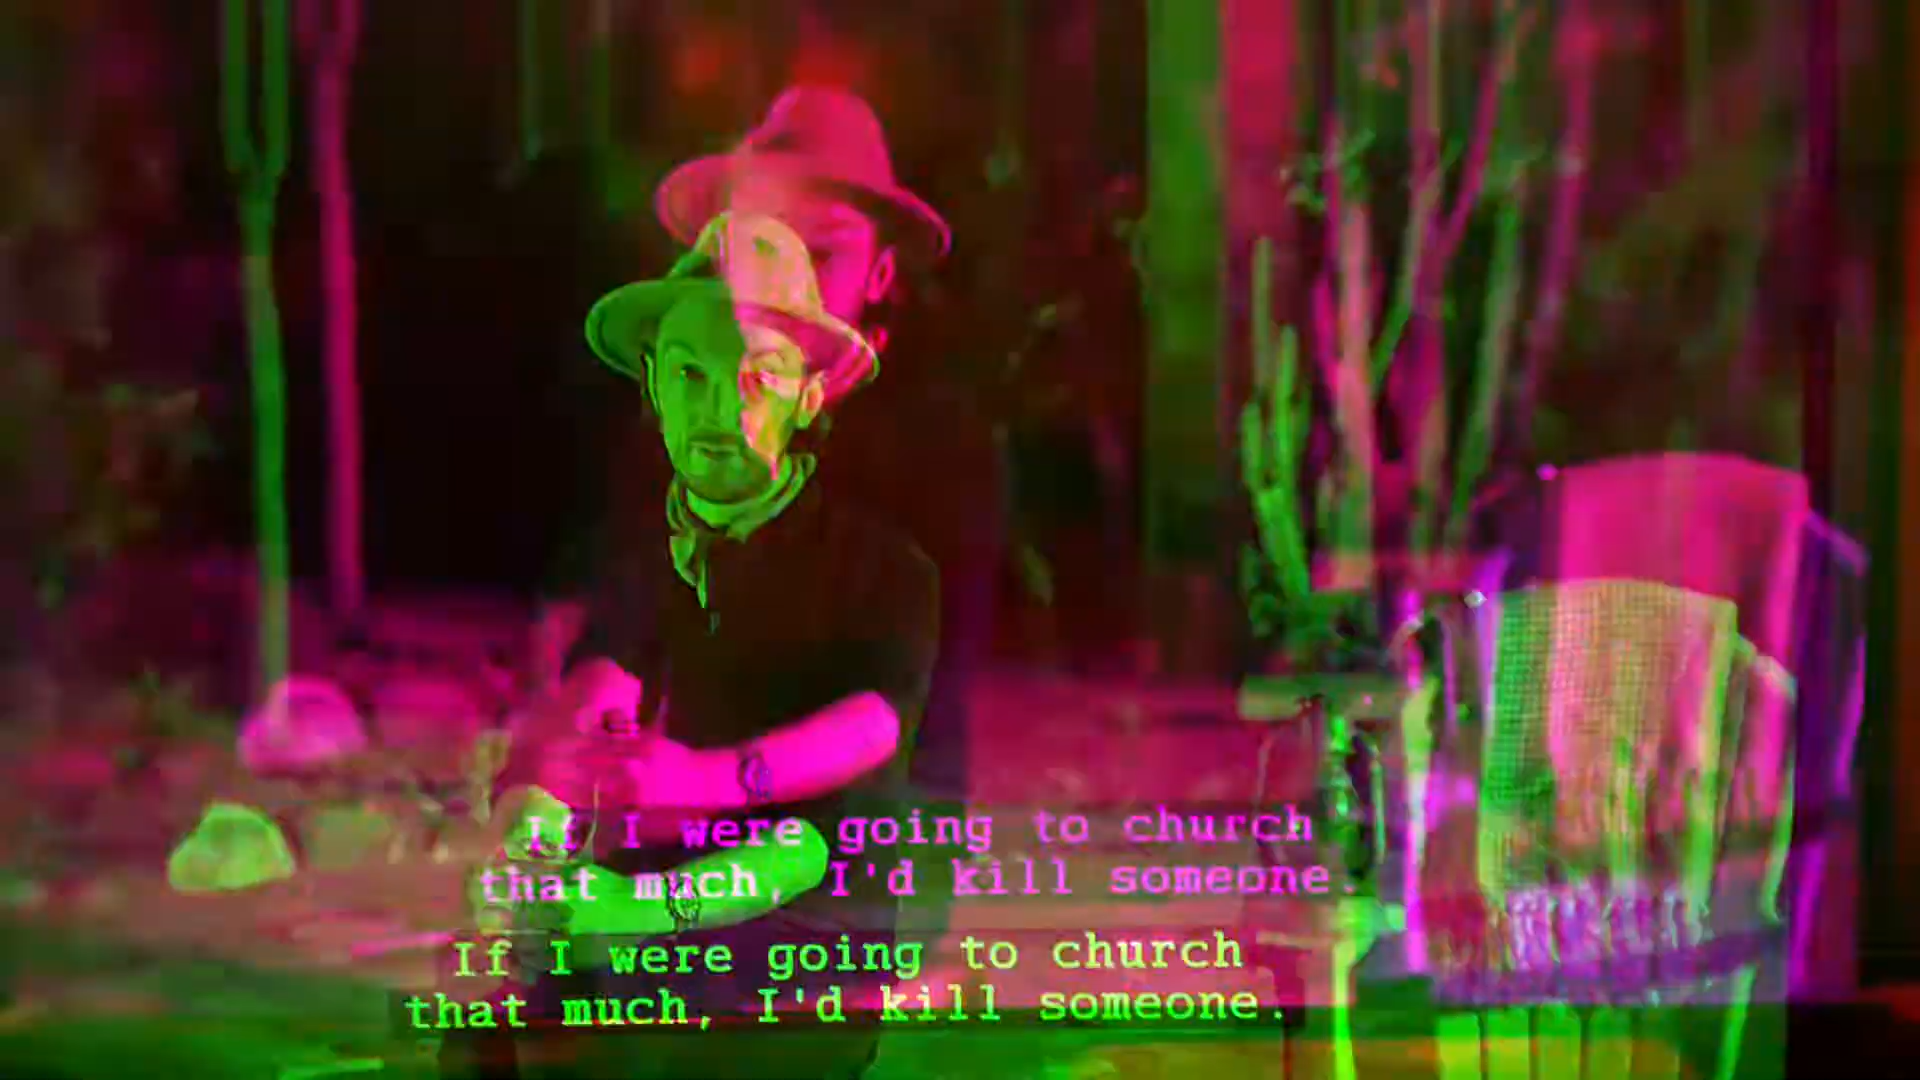 If I were going to church
that much, I'd kill someone.
If I were going to church
that much, I'd kill someone.